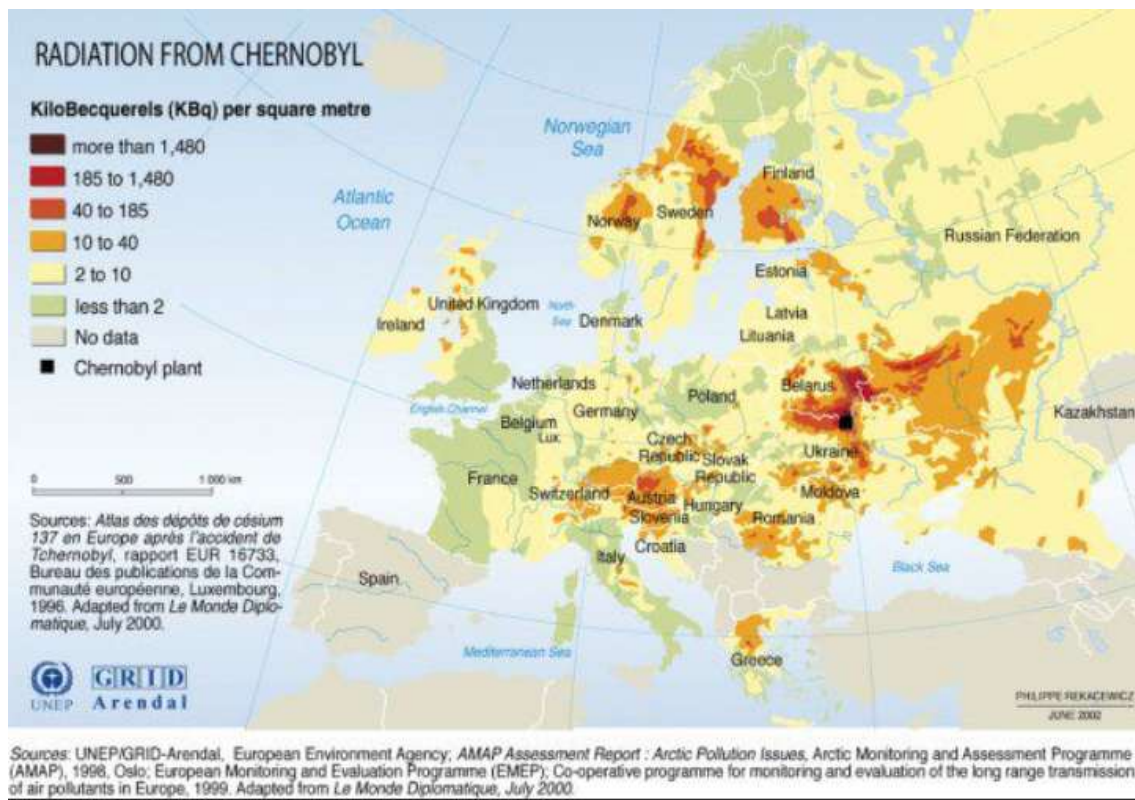 RADIATION FROM CHERNOBYL
KiloBecquerels (KBq) per square metre
more than 1,480
185 to 1,480
40 to 185
10 to 40
2 to 10
less than 2
No data
Chernobyl plant
Norwegian
Sea
Atlantic
Ocean
Finland
Norway
Sweden
Russian Federation
Estonia
United Kingdom
North
Sea
Denmark
Latvia
Ireland
Lituania
Netherlands
Poland
Belarus
Kazakhstan
English Channel
Belgium
Germany
Lux.
Czech
Republic
Slovak
Republic
Ukraine
France
Switzerland
Austria
Hungary
Moldova
Slovenia
Romania
Croatia
Italy
Spain
Black Sea
Mediterranean Sea
Greece
0 500 1 000 km
Sources: Atlas des dépôts de césium
137 en Europe après l'accident de
Tchernobyl, rapport EUR 16733,
Bureau des publications de la Com-
munauté européenne, Luxembourg,
1996. Adapted from Le Monde Diplo-
matique, July 2000.
UNEP
GRID
Arendal
PHILIPPE REKACEWICZ
JUNE 2002
Sources: UNEP/GRID-Arendal, European Environment Agency; AMAP Assessment Report : Arctic Pollution Issues, Arctic Monitoring and Assessment Programme
(AMAP), 1998, Oslo; European Monitoring and Evaluation Programme (EMEP); Co-operative programme for monitoring and evaluation of the long range transmission
of air pollutants in Europe, 1999. Adapted from Le Monde Diplomatique, July 2000.